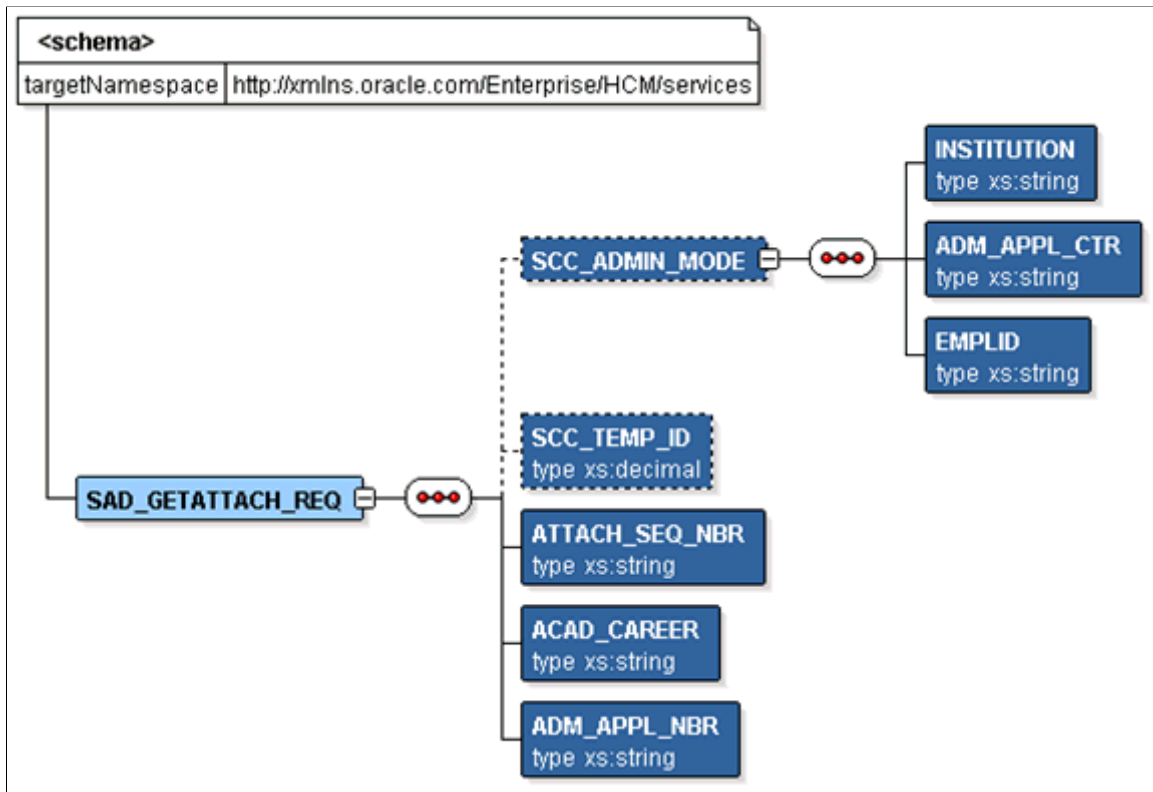 <schema>
targetNamespace http://xmlns.oracle.com/Enterprise/HCM/services
INSTITUTION
type xs:string
SCC_ADMIN_MODE
ADM_APPL_CTR
type xs:string
EMPLID
type xs:string
SCC_TEMP_ID
type xs:decimal
SAD_GETATTACH_REQ
ATTACH_SEQ_NBR
type xs:string
ACAD_CAREER
type xs:string
ADM_APPL_NBR
type xs:string